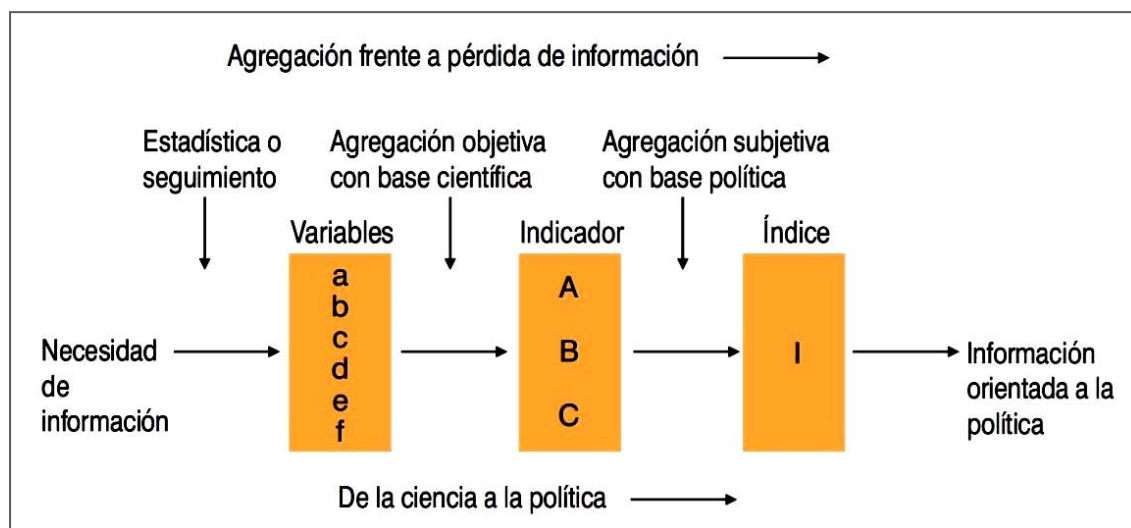 Agregación frente a pérdida de información
Estadística o
seguimiento
Agregación objetiva
con base científica
Agregación subjetiva
con base política
Variables
Indicador
Índice
Necesidad
de
información
a
b
c
d
e
f
A
B
C
I
Información
orientada a la
política
De la ciencia a la política